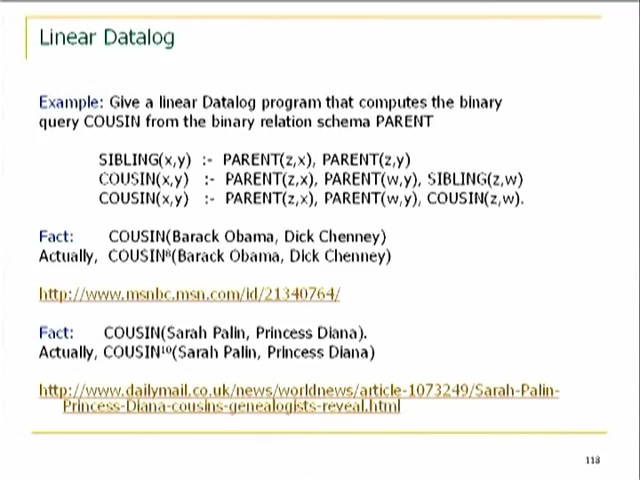 Linear Datalog
Example: Give a linear Datalog program that computes the binary
query COUSIN from the binary relation schema PARENT
SIBLING(x,y) :- PARENT(z,x), PARENT(z,y)
COUSIN(x,y) :- PARENT(z,x), PARENT(w,y), SIBLING(z,w)
COUSIN(x,y) :- PARENT(z,x), PARENT(w,y), COUSIN(z,w).
Fact: COUSIN(Barack Obama, Dick Chenney)
Actually, COUSIN⁸(Barack Obama, Dick Chenney)
http://www.msnbc.msn.com/id/21340764/
Fact: COUSIN(Sarah Palin, Princess Diana).
Actually, COUSIN¹⁰(Sarah Palin, Princess Diana)
http://www.dailymail.co.uk/news/worldnews/article-1073249/Sarah-Palin-
Princess-Diana-cousins-genealogists-reveal.html
113